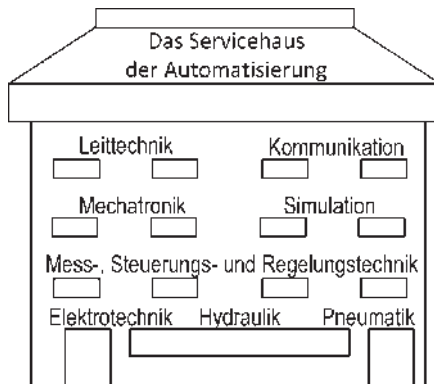 Das Servicehaus
der Automatisierung
Leittechnik Kommunikation
Mechatronik Simulation
Mess-, Steuerungs- und Regelungstechnik
Elektrotechnik Hydraulik Pneumatik